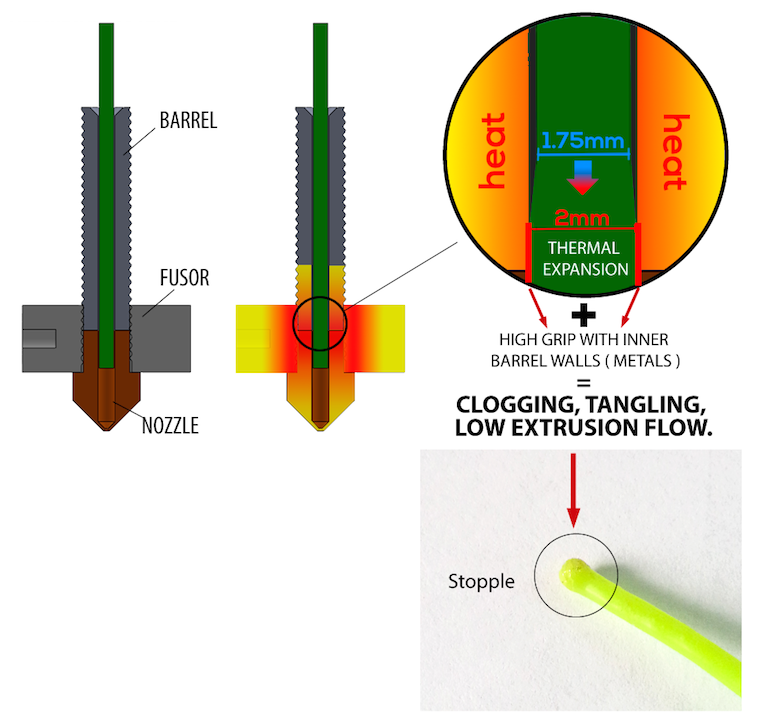 BARREL
FUSOR
NOZZLE
heat
heat
1.75mm
2mm
THERMAL
EXPANSION
+
HIGH GRIP WITH INNER
BARREL WALLS ( METALS )
=
CLOGGING, TANGLING,
LOW EXTRUSION FLOW.
Stopple